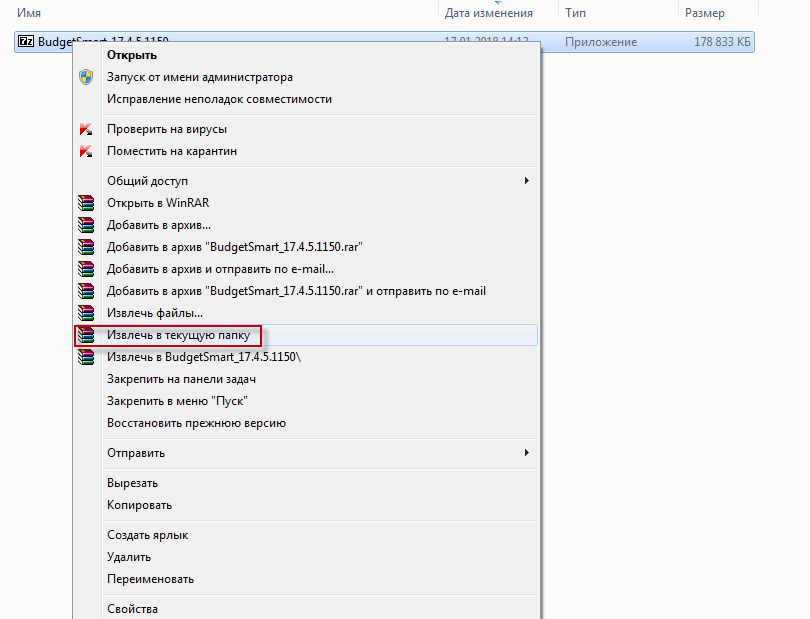 Имя Дата изменения Тип Размер
BudgetSmart_17.4.5.1150 17.01.2018 14:12 Приложение 178 833 КБ
Открыть
Запуск от имени администратора
Исправление неполадок совместимости
Проверить на вирусы
Поместить на карантин
Общий доступ
Открыть в WinRAR
Добавить в архив...
Добавить в архив "BudgetSmart_17.4.5.1150.rar"
Добавить в архив и отправить по e-mail...
Добавить в архив "BudgetSmart_17.4.5.1150.rar" и отправить по e-mail
Извлечь файлы...
Извлечь в текущую папку
Извлечь в BudgetSmart_17.4.5.1150\
Закрепить на панели задач
Закрепить в меню "Пуск"
Восстановить прежнюю версию
Отправить
Вырезать
Копировать
Создать ярлык
Удалить
Переименовать
Свойства